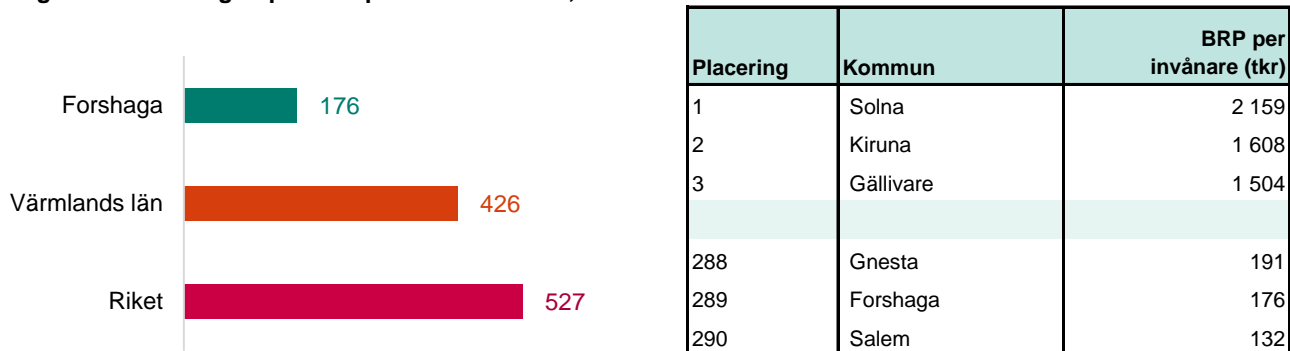 Forshaga 176
Värmlands län 426
Riket 527
Placering Kommun BRP per
invånare (tkr)
1 Solna 2 159
2 Kiruna 1 608
3 Gällivare 1 504
288 Gnesta 191
289 Forshaga 176
290 Salem 132